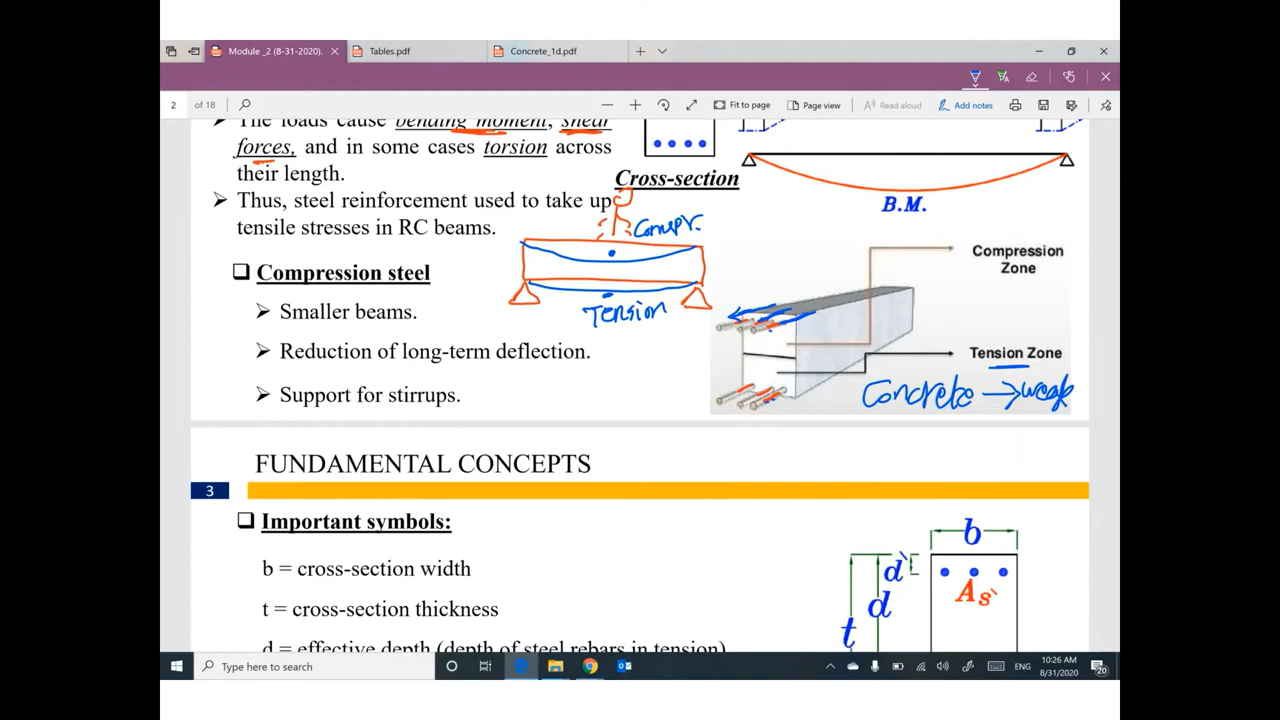 Module _2 (8-31-2020).
Tables.pdf
Concrete_1d.pdf
2 of 18
Fit to page
Page view
Read aloud
Add notes
The loads cause bending moment, shear
forces, and in some cases torsion across
their length.
Thus, steel reinforcement used to take up
tensile stresses in RC beams.
Cross-section
B.M.
Compr.
Tension
Compression steel
Smaller beams.
Reduction of long-term deflection.
Support for stirrups.
Compression
Zone
Tension Zone
Concrete → weak
FUNDAMENTAL CONCEPTS
3
Important symbols:
b = cross-section width
t = cross-section thickness
d = effective depth (depth of steel rebars in tension)
b
d`
As`
d
t
Type here to search
ENG
10:26 AM
8/31/2020
20